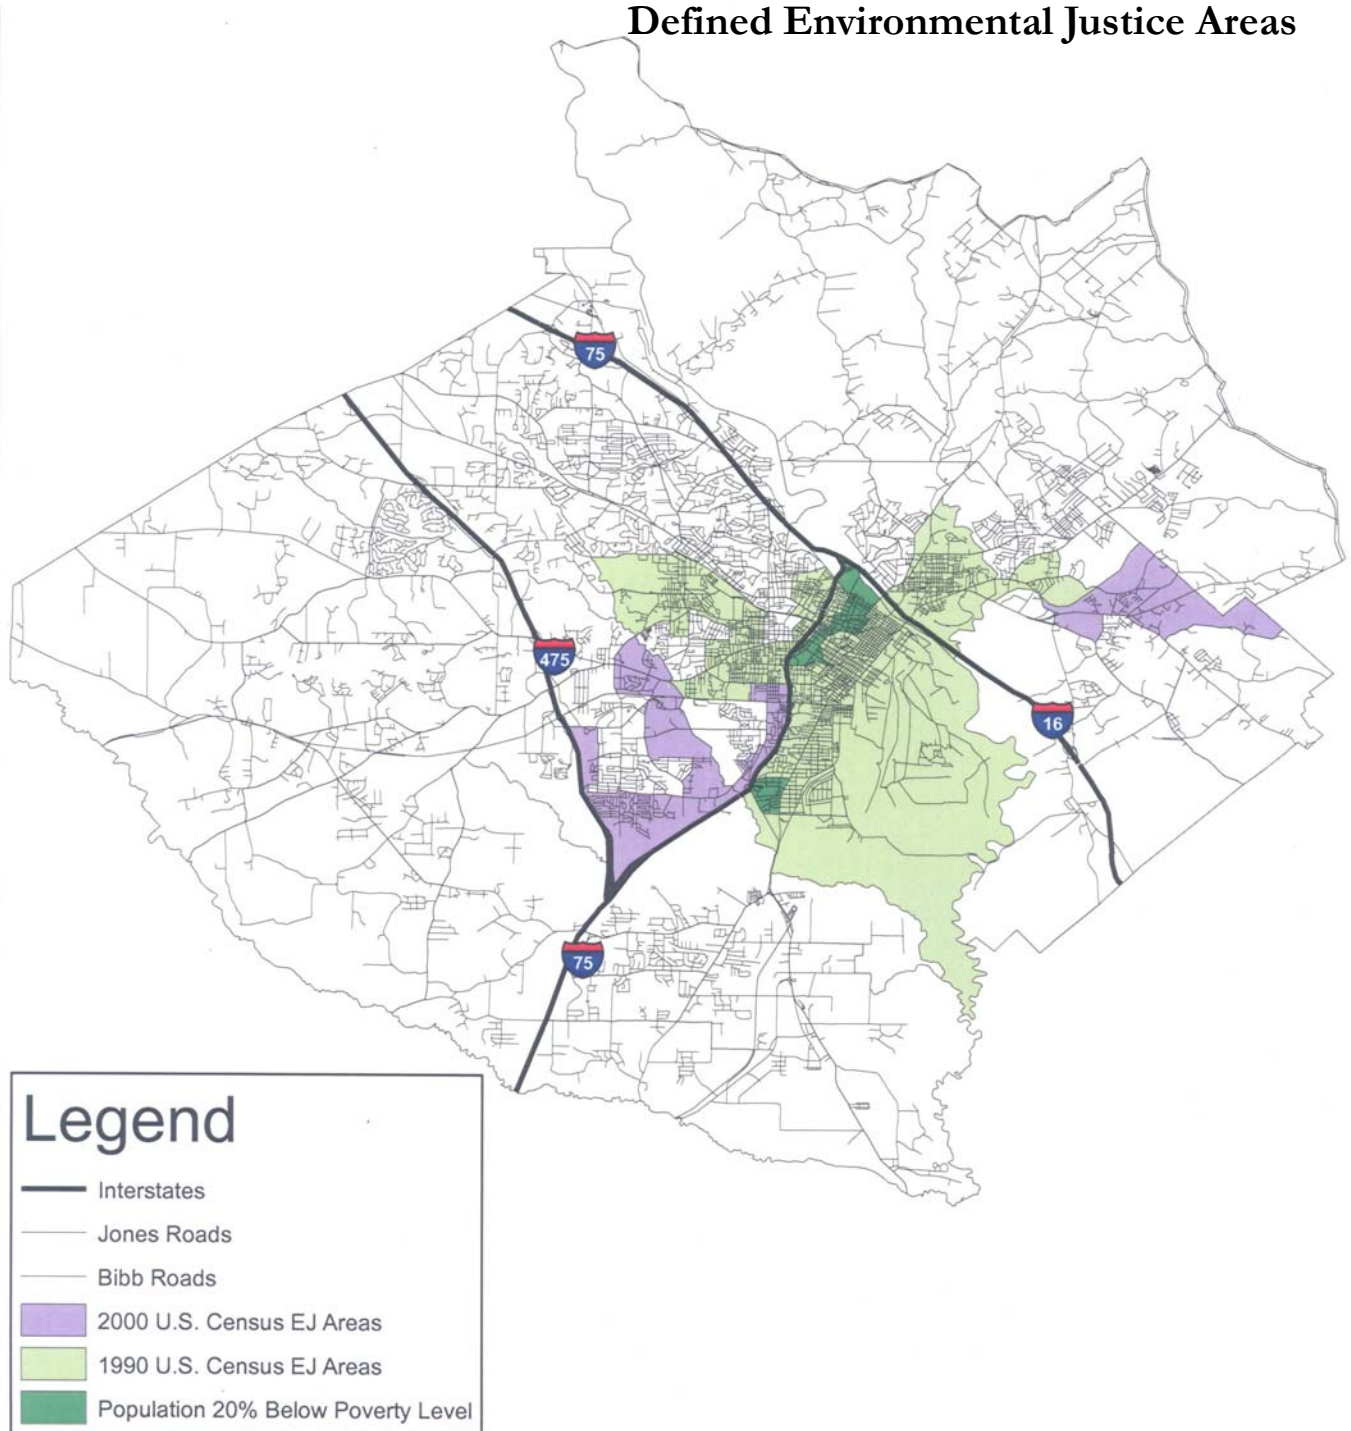 Defined Environmental Justice Areas
75
475
16
75
Legend
Interstates
Jones Roads
Bibb Roads
2000 U.S. Census EJ Areas
1990 U.S. Census EJ Areas
Population 20% Below Poverty Level